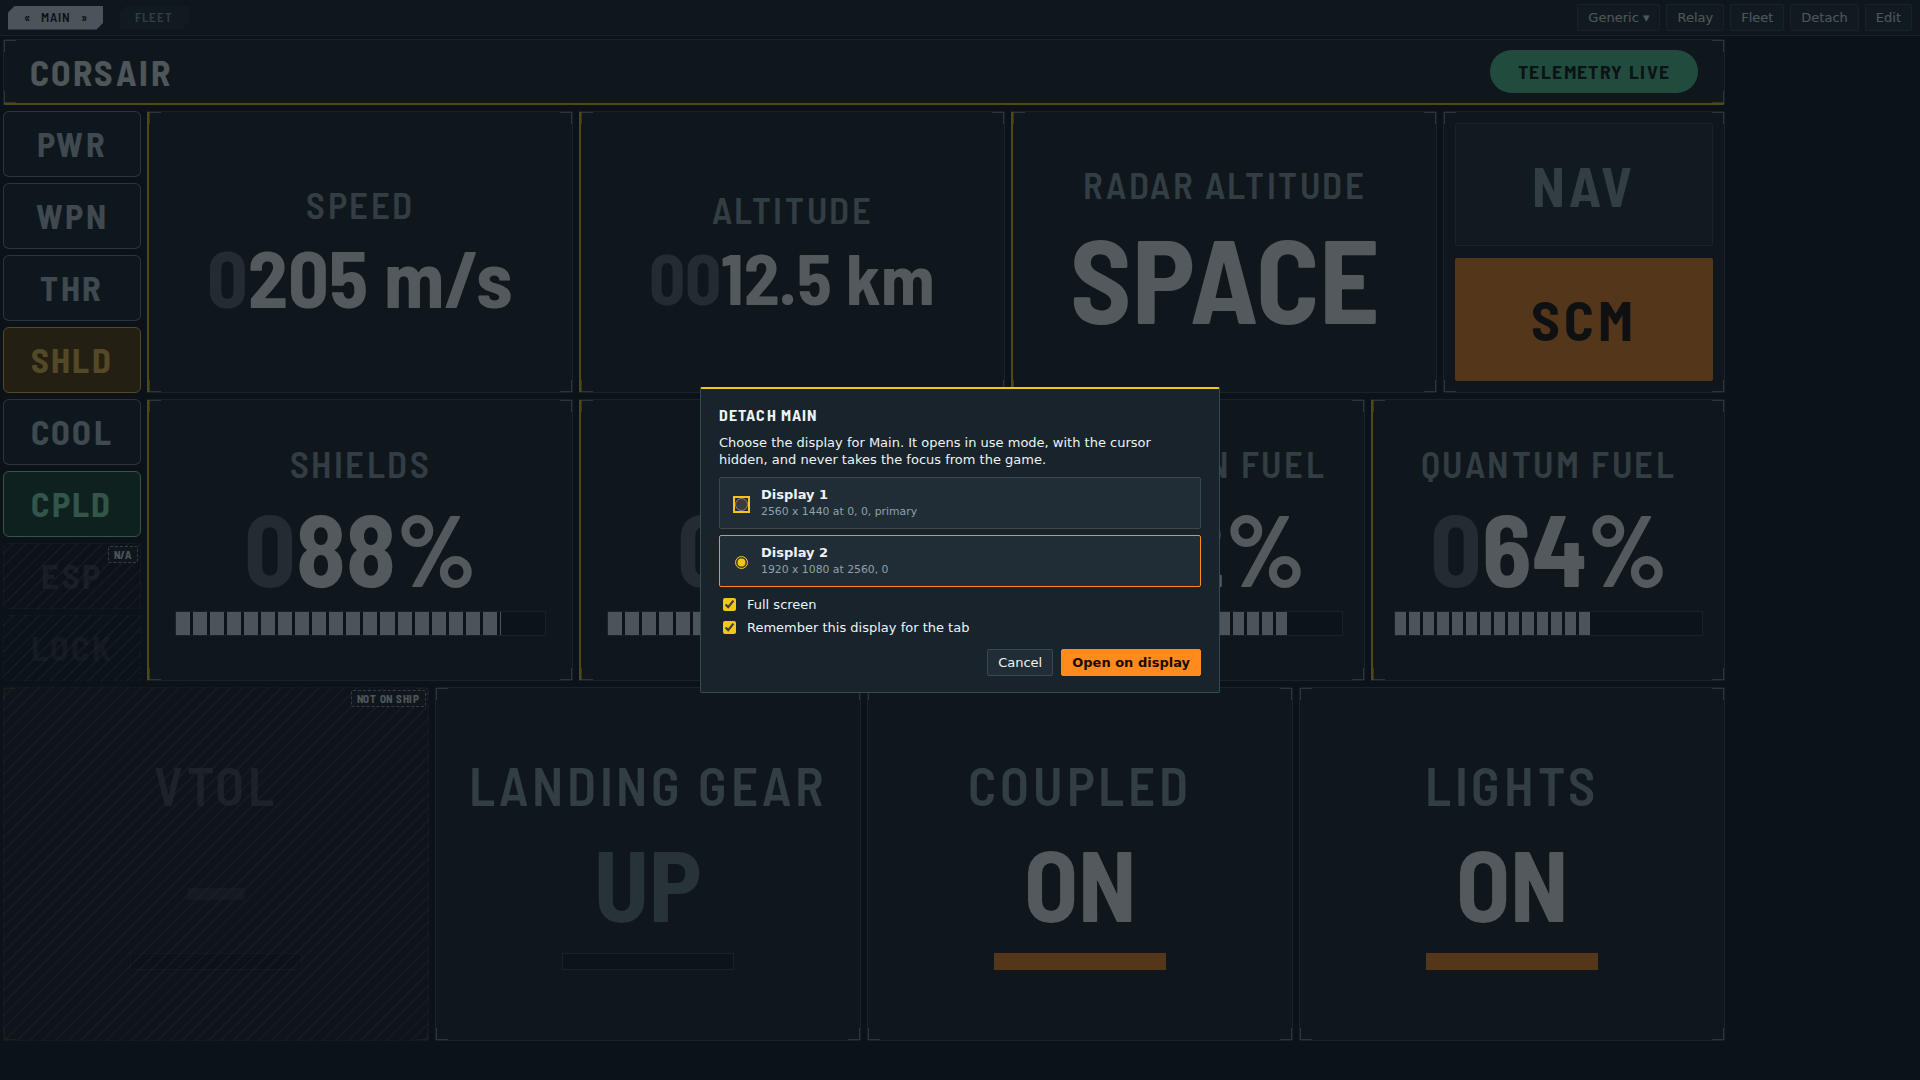 « MAIN »
FLEET
Generic ▾
Relay
Fleet
Detach
Edit
CORSAIR
TELEMETRY LIVE
PWR
WPN
THR
SHLD
COOL
CPLD
N/A
ESP
LOCK
SPEED
0205 m/s
ALTITUDE
0012.5 km
RADAR ALTITUDE
SPACE
NAV
SCM
SHIELDS
088%
FUEL
%
QUANTUM FUEL
064%
DETACH MAIN
Choose the display for Main. It opens in use mode, with the cursor
hidden, and never takes the focus from the game.
Display 1
2560 x 1440 at 0, 0, primary
Display 2
1920 x 1080 at 2560, 0
Full screen
Remember this display for the tab
Cancel
Open on display
NOT ON SHIP
VTOL
—
LANDING GEAR
UP
COUPLED
ON
LIGHTS
ON